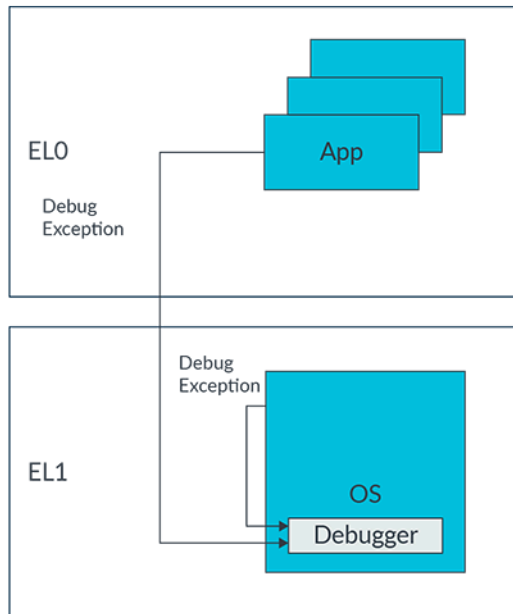 App
EL0
Debug
Exception
Debug
Exception
EL1
OS
Debugger